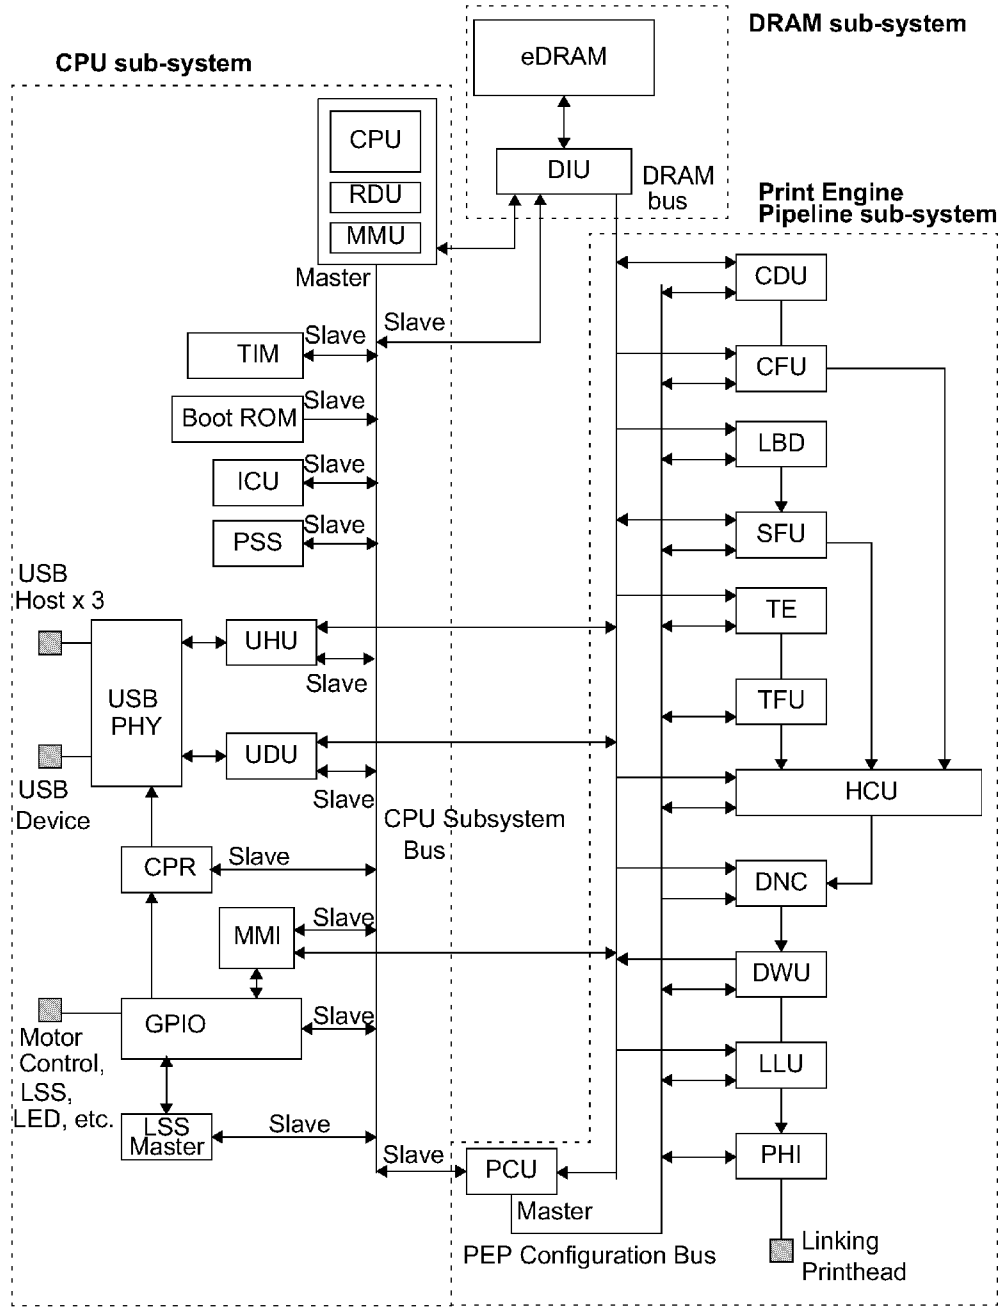 DRAM sub-system
CPU sub-system
eDRAM
CPU
RDU
MMU
Master
DIU
DRAM
bus
Print Engine
Pipeline sub-system
CDU
Slave
Slave
TIM
CFU
Slave
Boot ROM
LBD
Slave
ICU
Slave
PSS
SFU
USB
Host x 3
TE
UHU
Slave
USB
PHY
TFU
UDU
Slave
USB
Device
HCU
CPU Subsystem
Bus
Slave
CPR
DNC
Slave
MMI
DWU
GPIO
Slave
Motor
Control,
LSS,
LED, etc.
LLU
LSS
Master
Slave
PHI
Slave
PCU
Master
PEP Configuration Bus
Linking
Printhead